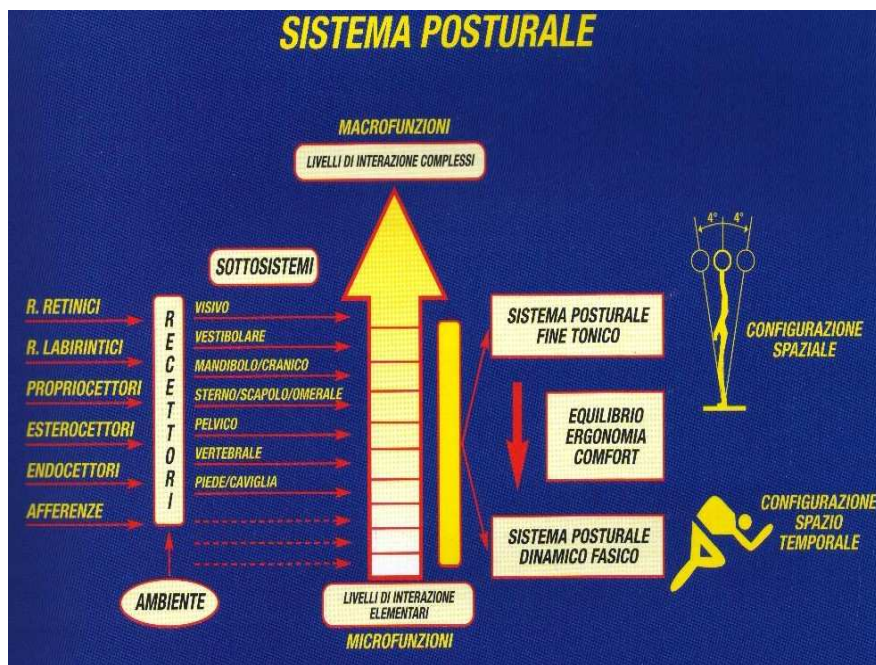 SISTEMA POSTURALE
MACROFUNZIONI
LIVELLI DI INTERAZIONE COMPLESSI
SOTTOSISTEMI
R. RETINICI
R. LABIRINTICI
PROPRIOCETTORI
ESTEROCETTORI
ENDOCETTORI
AFFERENZE
RECETTORI
AMBIENTE
VISIVO
VESTIBOLARE
MANDIBOLO/CRANICO
STERNO/SCAPOLO/OMERALE
PELVICO
VERTEBRALE
PIEDE/CAVIGLIA
LIVELLI DI INTERAZIONE
ELEMENTARI
MICROFUNZIONI
SISTEMA POSTURALE
FINE TONICO
EQUILIBRIO
ERGONOMIA
COMFORT
SISTEMA POSTURALE
DINAMICO FASICO
4° 4°
CONFIGURAZIONE
SPAZIALE
CONFIGURAZIONE
SPAZIO
TEMPORALE